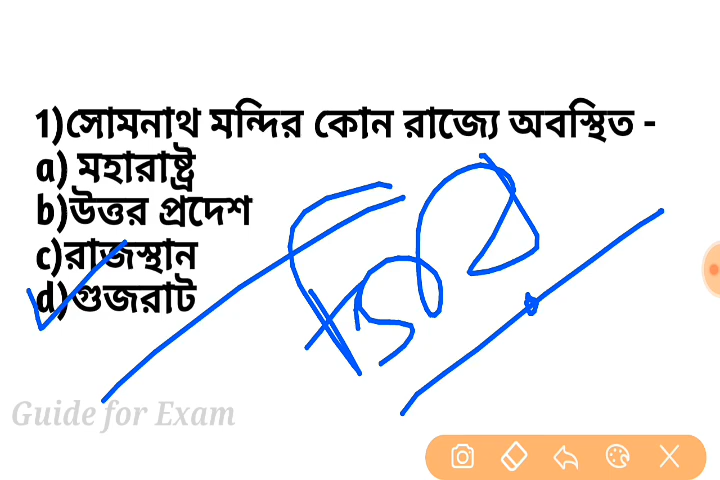 1)সোমনাথ মন্দির কোন রাজ্যে অবস্থিত -
a) মহারাষ্ট্র
b)উত্তর প্রদেশ
c)রাজস্থান
d)গুজরাট
Guide for Exam